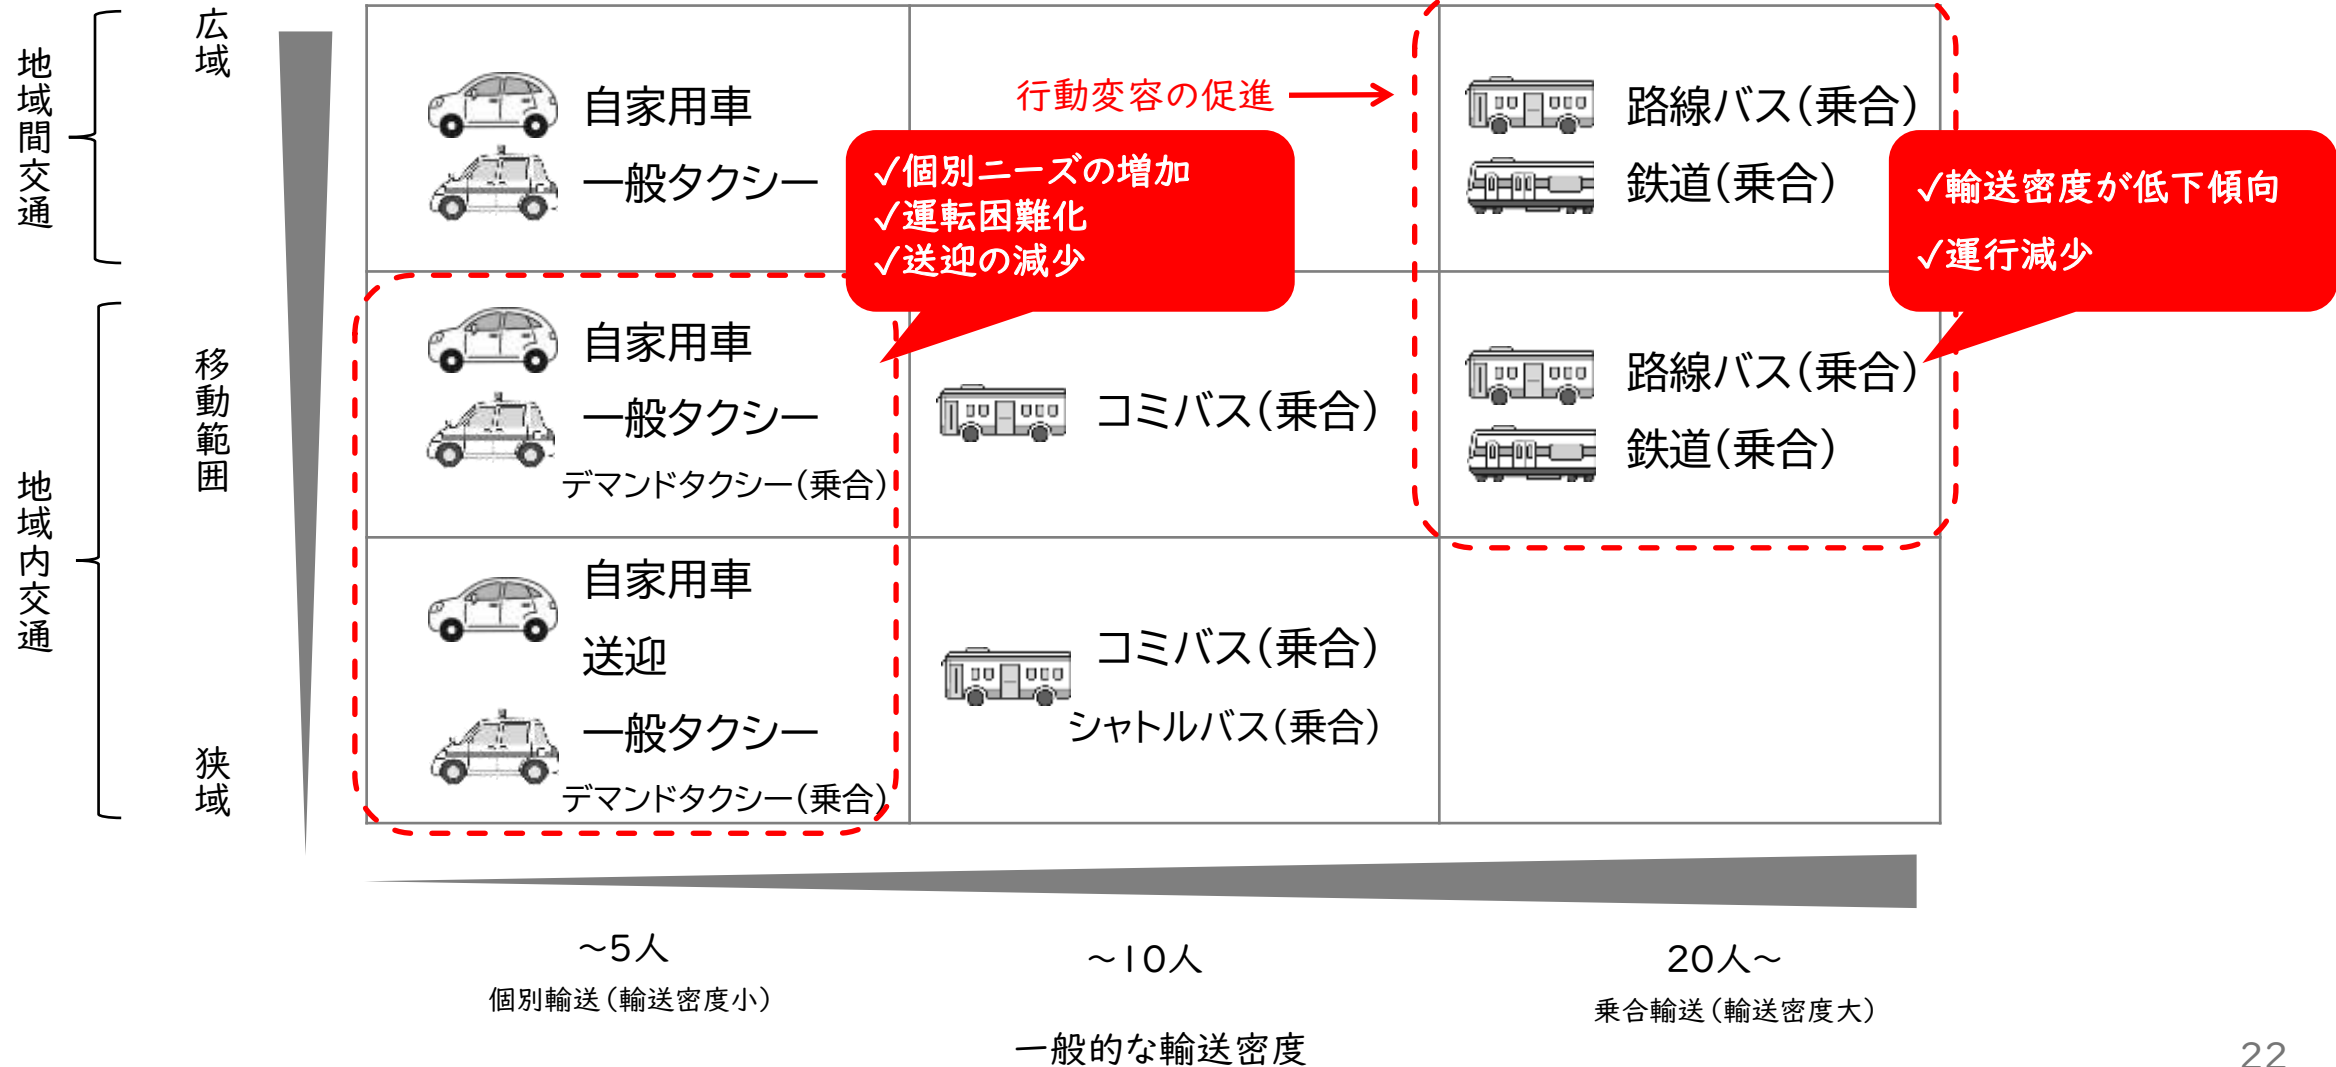 地域間交通
広域
移動範囲
地域内交通
狭域
自家用車
一般タクシー
行動変容の促進
路線バス(乗合)
鉄道(乗合)
✓個別ニーズの増加
✓運転困難化
✓送迎の減少
✓輸送密度が低下傾向
✓運行減少
自家用車
一般タクシー
デマンドタクシー(乗合)
コミバス(乗合)
路線バス(乗合)
鉄道(乗合)
自家用車
送迎
一般タクシー
デマンドタクシー(乗合)
コミバス(乗合)
シャトルバス(乗合)
～5人
個別輸送(輸送密度小)
～10人
20人～
乗合輸送(輸送密度大)
一般的な輸送密度
22